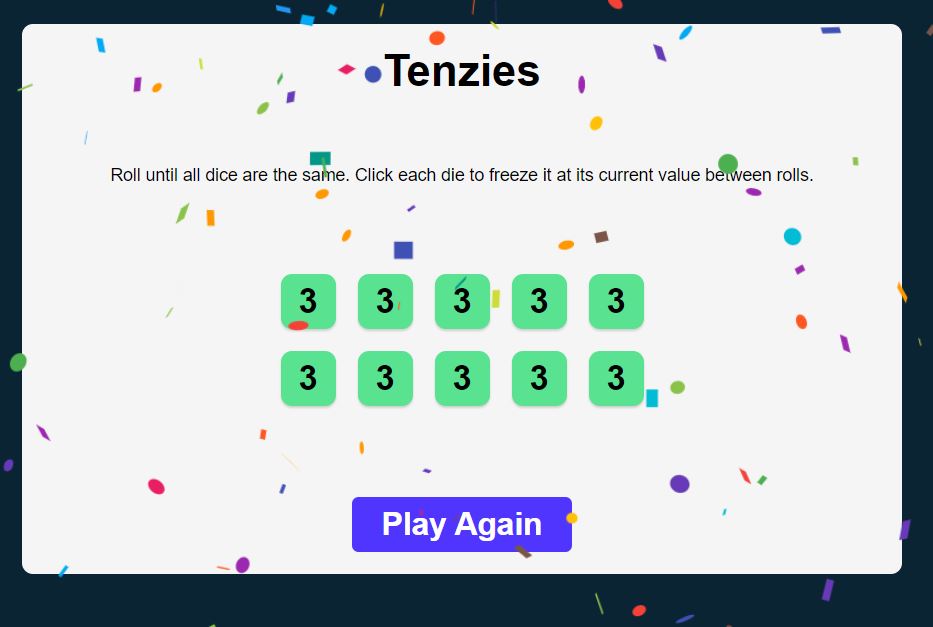 Tenzies
Roll until all dice are the same. Click each die to freeze it at its current value between rolls.
3 3 3 3 3
3 3 3 3 3
Play Again